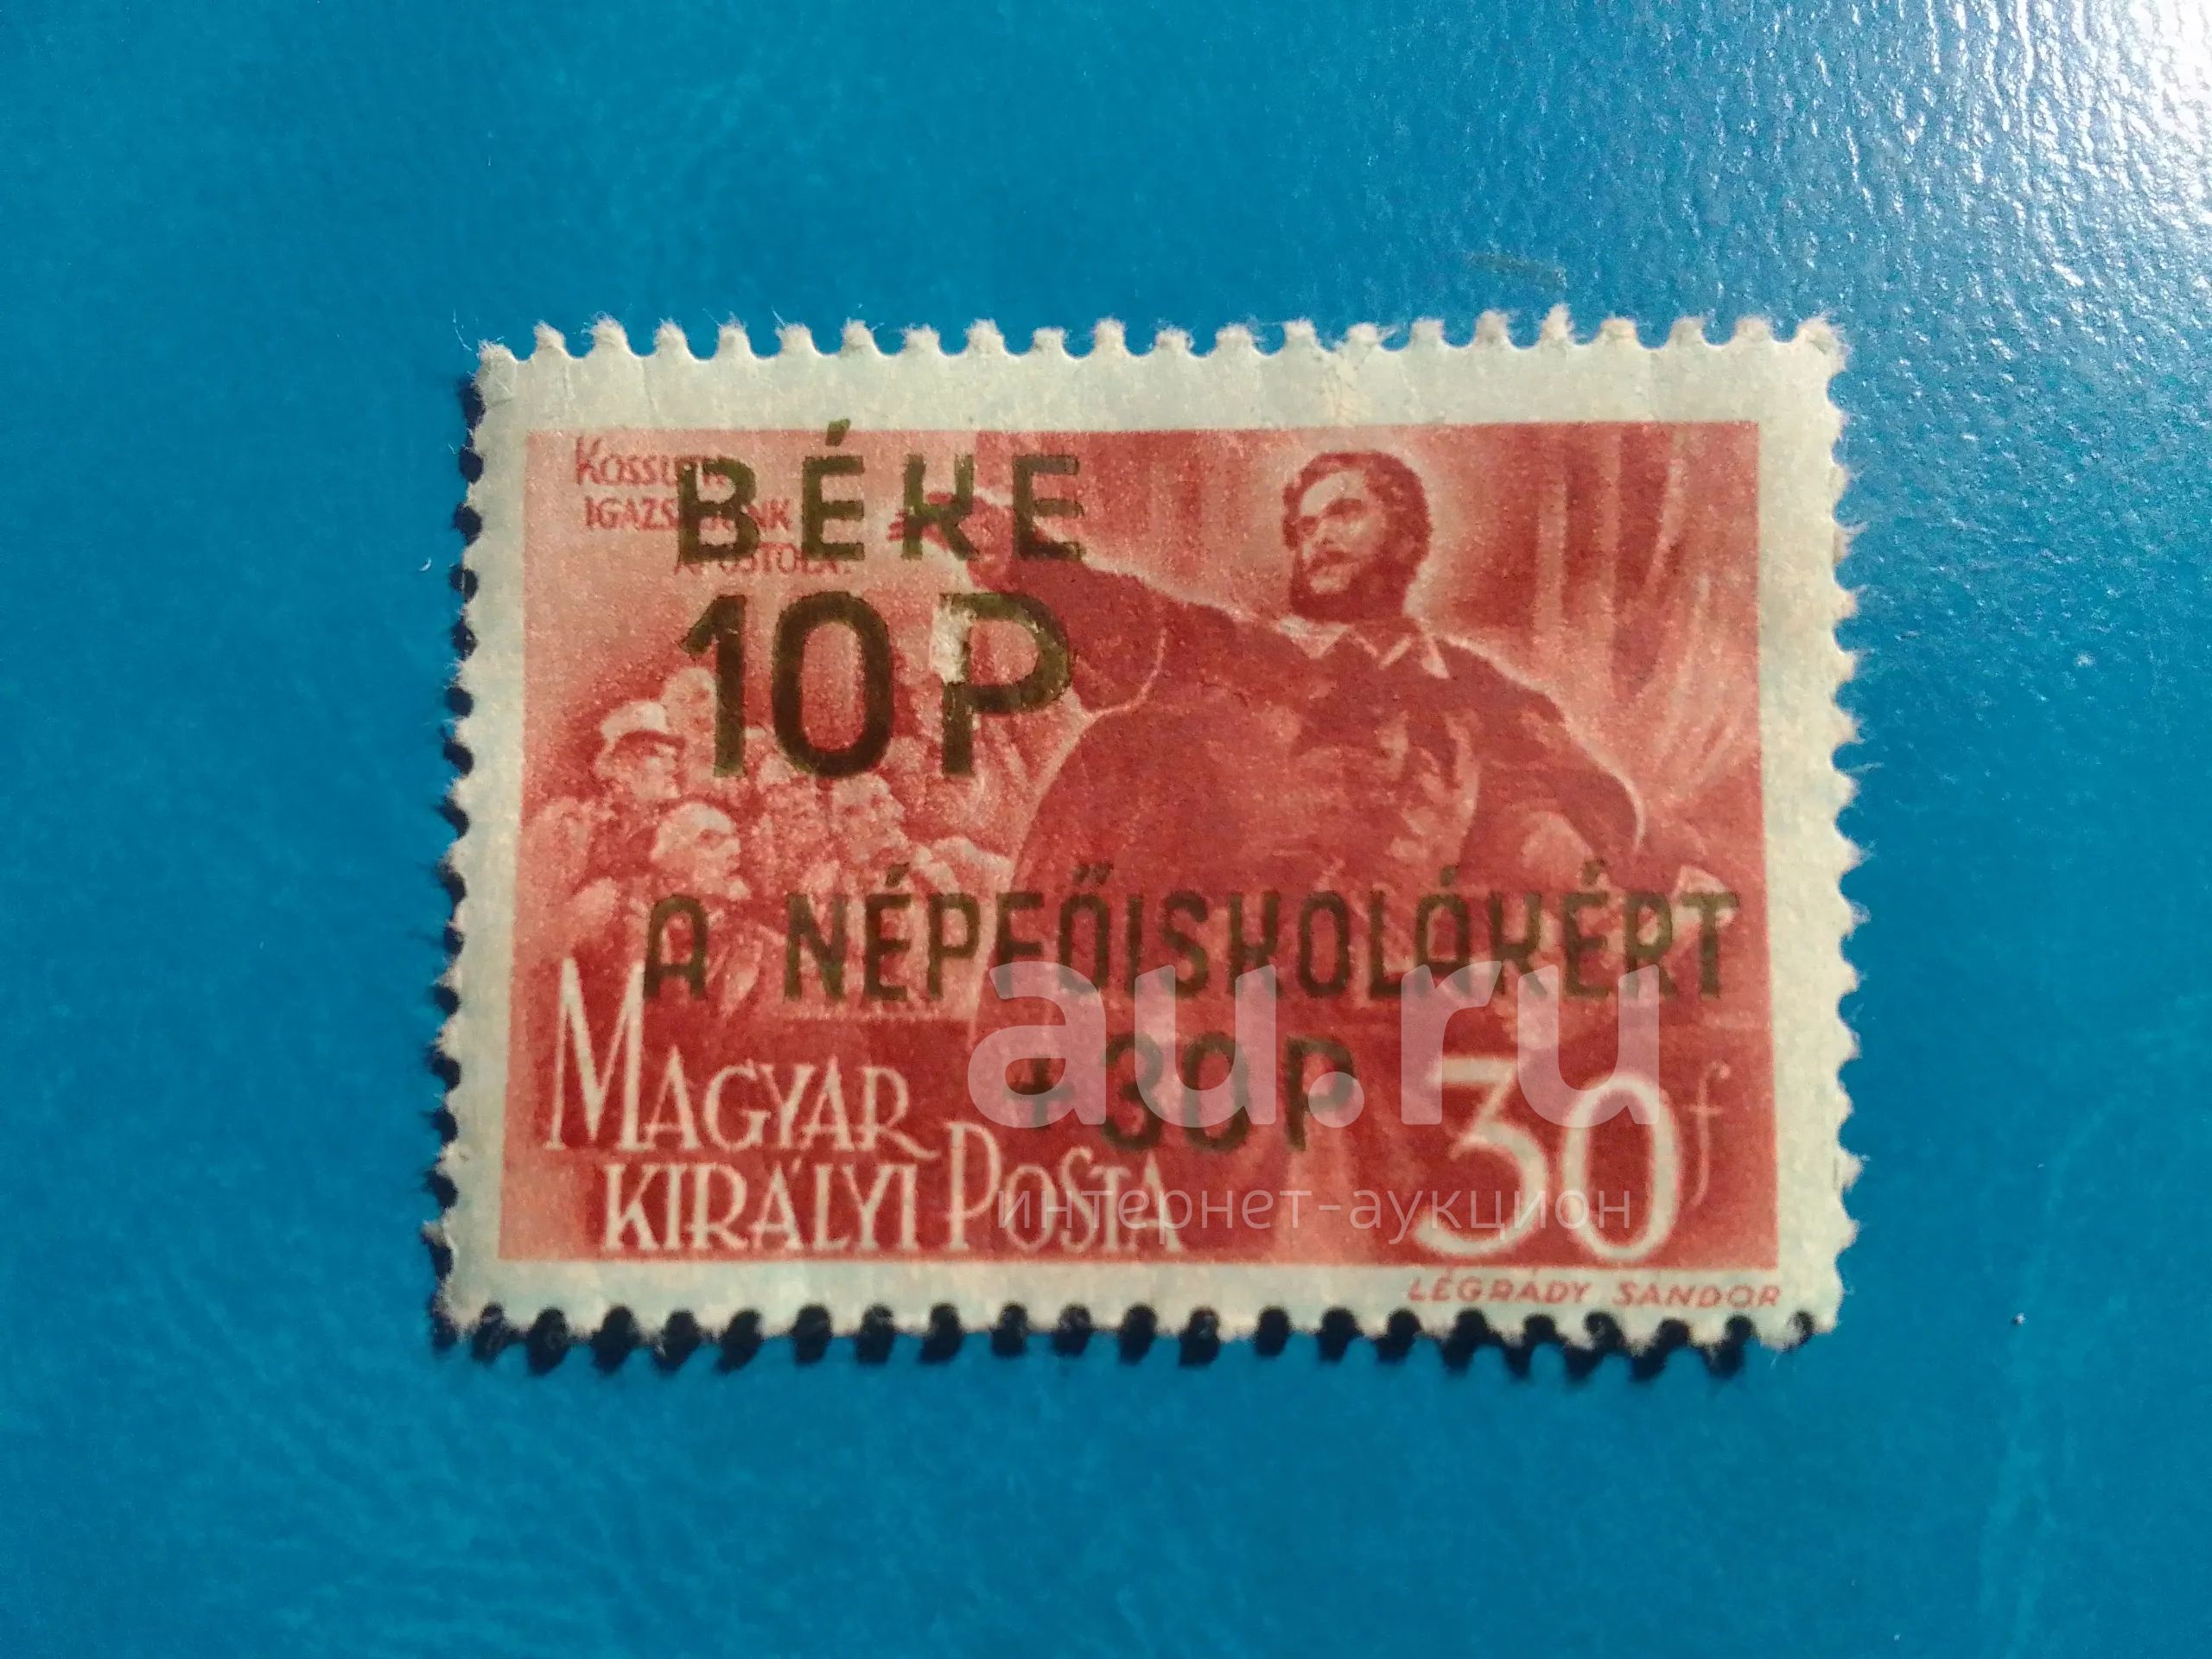 BÉKE
10P
A NÉPFŐISKOLÁKÉRT
+30P
MAGYAR
KIRÁLYI POSTA
30f
LÉGRÁDY SÁNDOR
au.ru
интернет-аукцион